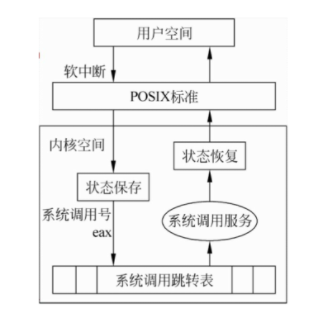 用户空间
软中断
POSIX标准
内核空间
状态恢复
状态保存
系统调用号
eax
系统调用服务
系统调用跳转表